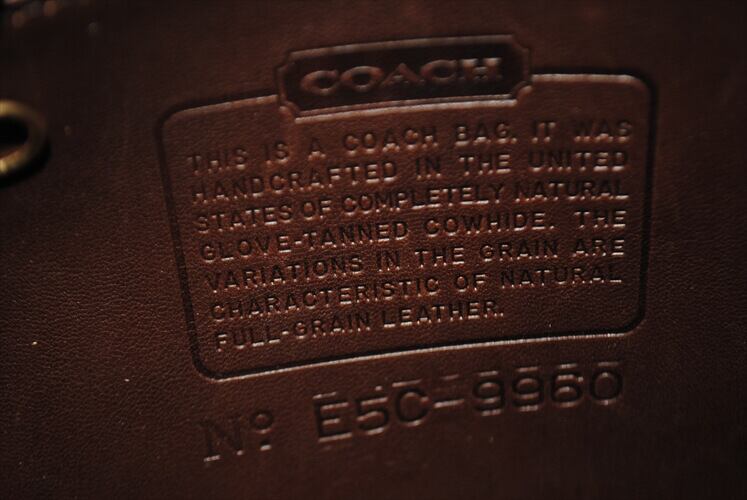 COACH
THIS IS A COACH BAG. IT WAS
HANDCRAFTED IN THE UNITED
STATES OF COMPLETELY NATURAL
GLOVE-TANNED COWHIDE. THE
VARIATIONS IN THE GRAIN ARE
CHARACTERISTIC OF NATURAL
FULL-GRAIN LEATHER.
Nº E5C-9960